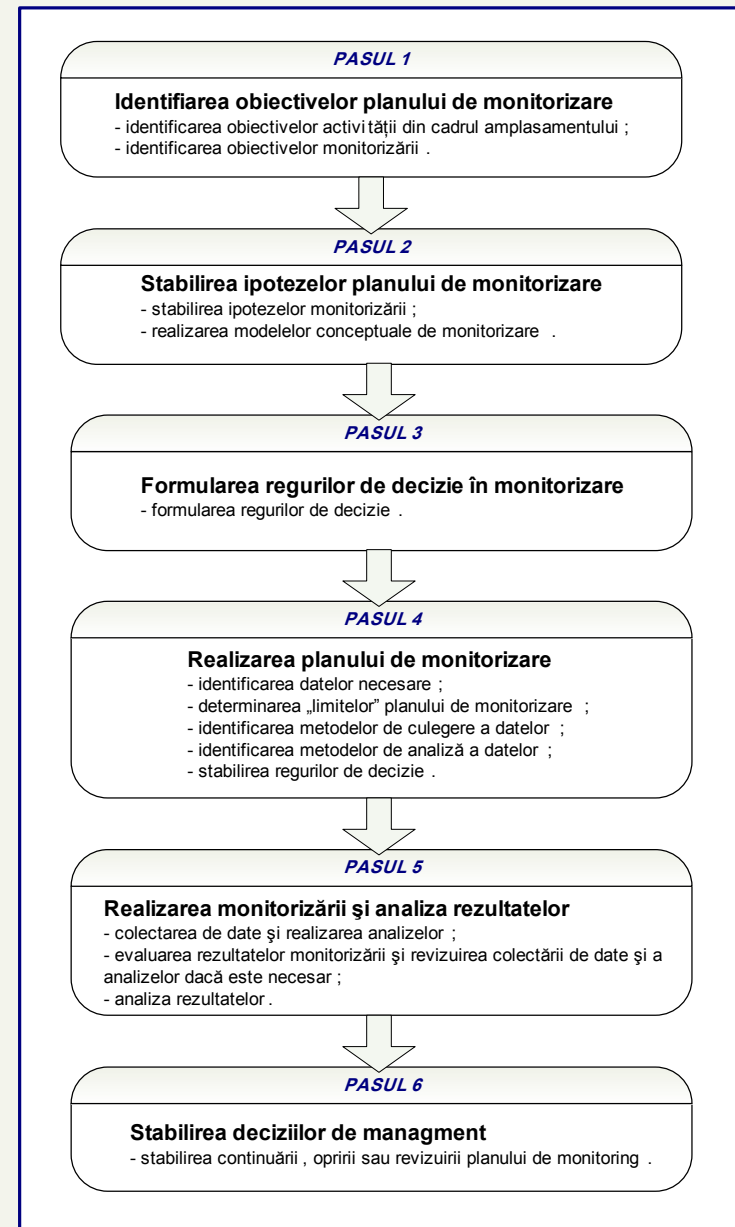 PASUL 1
Identifiarea obiectivelor planului de monitorizare
- identificarea obiectivelor activității din cadrul amplasamentului ;
- identificarea obiectivelor monitorizării .
PASUL 2
Stabilirea ipotezelor planului de monitorizare
- stabilirea ipotezelor monitorizării ;
- realizarea modelelor conceptuale de monitorizare .
PASUL 3
Formularea regurilor de decizie în monitorizare
- formularea regurilor de decizie .
PASUL 4
Realizarea planului de monitorizare
- identificarea datelor necesare ;
- determinarea „limitelor” planului de monitorizare ;
- identificarea metodelor de culegere a datelor ;
- identificarea metodelor de analiză a datelor ;
- stabilirea regurilor de decizie .
PASUL 5
Realizarea monitorizării şi analiza rezultatelor
- colectarea de date şi realizarea analizelor ;
- evaluarea rezultatelor monitorizării şi revizuirea colectării de date şi a
analizelor dacă este necesar ;
- analiza rezultatelor .
PASUL 6
Stabilirea deciziilor de managment
- stabilirea continuării , opririi sau revizuirii planului de monitoring .